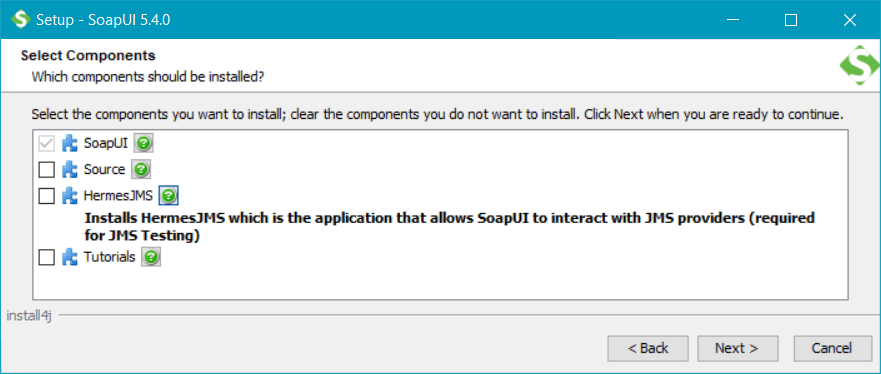 Setup - SoapUI 5.4.0
Select Components
Which components should be installed?
Select the components you want to install; clear the components you do not want to install. Click Next when you are ready to continue.
SoapUI
Source
HermesJMS
Installs HermesJMS which is the application that allows SoapUI to interact with JMS providers (required
for JMS Testing)
Tutorials
install4j
< Back Next > Cancel